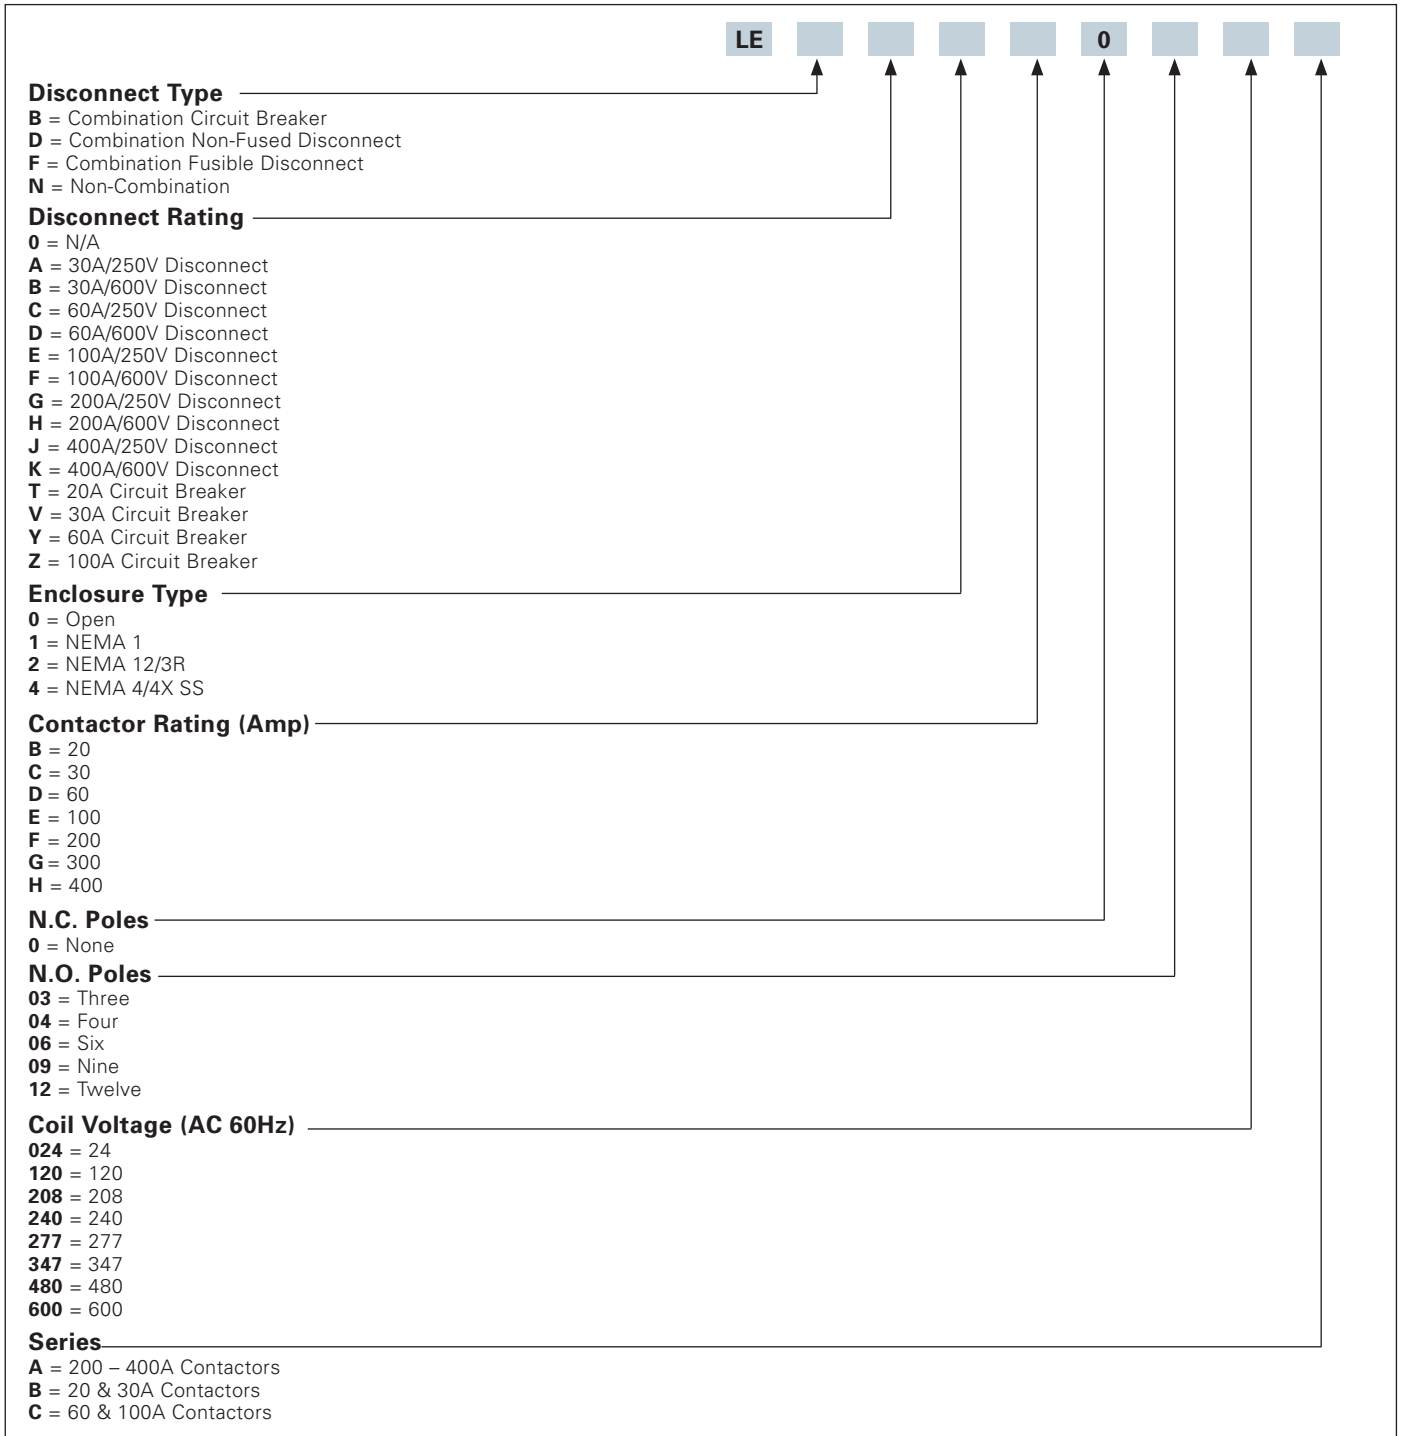 LE 0
Disconnect Type
B = Combination Circuit Breaker
D = Combination Non-Fused Disconnect
F = Combination Fusible Disconnect
N = Non-Combination
Disconnect Rating
0 = N/A
A = 30A/250V Disconnect
B = 30A/600V Disconnect
C = 60A/250V Disconnect
D = 60A/600V Disconnect
E = 100A/250V Disconnect
F = 100A/600V Disconnect
G = 200A/250V Disconnect
H = 200A/600V Disconnect
J = 400A/250V Disconnect
K = 400A/600V Disconnect
T = 20A Circuit Breaker
V = 30A Circuit Breaker
Y = 60A Circuit Breaker
Z = 100A Circuit Breaker
Enclosure Type
0 = Open
1 = NEMA 1
2 = NEMA 12/3R
4 = NEMA 4/4X SS
Contactor Rating (Amp)
B = 20
C = 30
D = 60
E = 100
F = 200
G = 300
H = 400
N.C. Poles
0 = None
N.O. Poles
03 = Three
04 = Four
06 = Six
09 = Nine
12 = Twelve
Coil Voltage (AC 60Hz)
024 = 24
120 = 120
208 = 208
240 = 240
277 = 277
347 = 347
480 = 480
600 = 600
Series
A = 200 – 400A Contactors
B = 20 & 30A Contactors
C = 60 & 100A Contactors